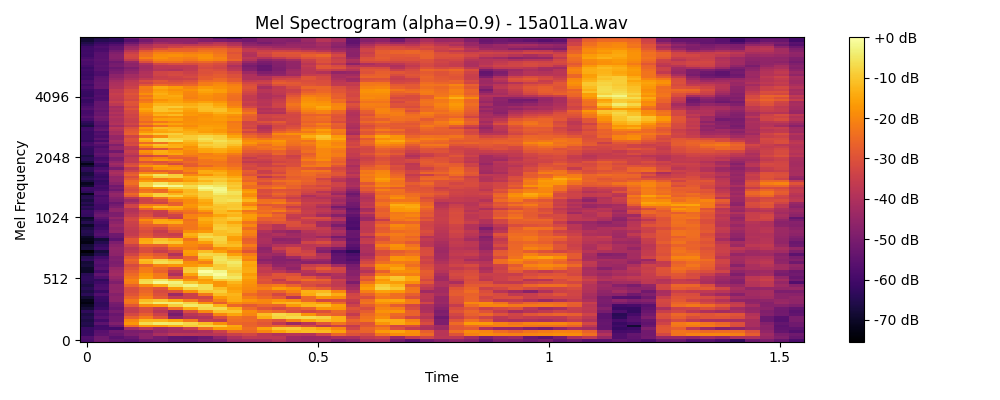 Mel Spectrogram (alpha=0.9) - 15a01La.wav
+0 dB
-10 dB
-20 dB
-30 dB
-40 dB
-50 dB
-60 dB
-70 dB
4096
2048
1024
512
0
Mel Frequency
0
0.5
1
1.5
Time